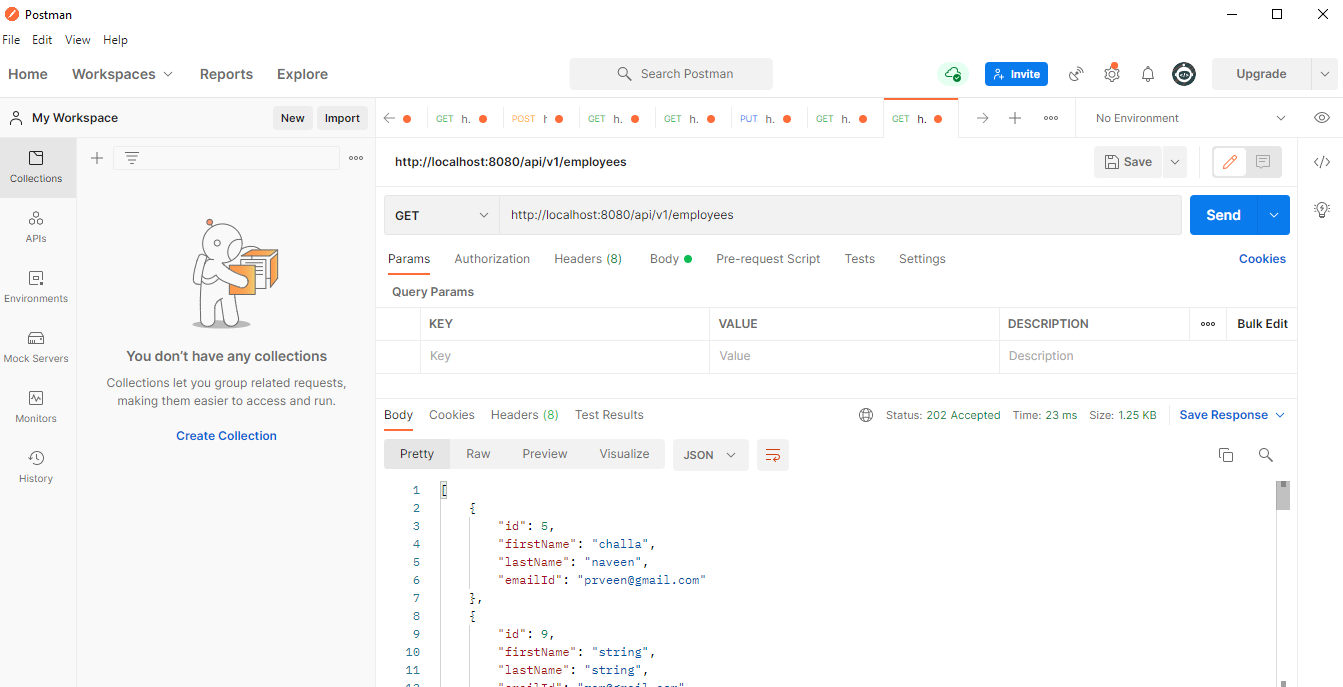 Postman
File Edit View Help
Home Workspaces Reports Explore Search Postman Invite Upgrade
My Workspace New Import
GET h. POST h GET h. GET h. PUT h. GET h. GET h. No Environment
Collections
APIs
Environments
Mock Servers
Monitors
History
You don't have any collections
Collections let you group related requests,
making them easier to access and run.
Create Collection
http://localhost:8080/api/v1/employees Save
GET http://localhost:8080/api/v1/employees Send
Params Authorization Headers (8) Body Pre-request Script Tests Settings Cookies
Query Params
KEY VALUE DESCRIPTION Bulk Edit
Key Value Description
Body Cookies Headers (8) Test Results Status: 202 Accepted Time: 23 ms Size: 1.25 KB Save Response
Pretty Raw Preview Visualize JSON
1 [
2 {
3 "id": 5,
4 "firstName": "challa",
5 "lastName": "naveen",
6 "emailId": "prveen@gmail.com"
7 },
8 {
9 "id": 9,
10 "firstName": "string",
11 "lastName": "string",
12